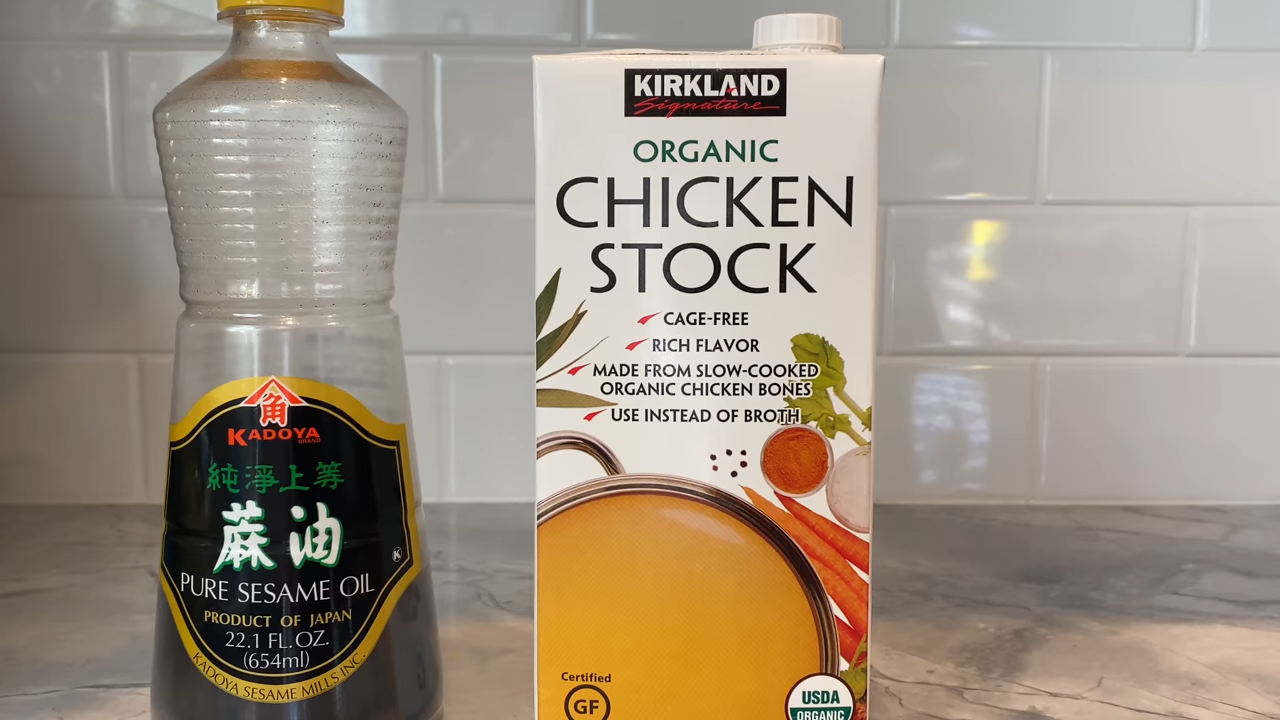 角
KADOYA
BRAND
純淨上等
蔴油
K
PURE SESAME OIL
PRODUCT OF JAPAN
22.1 FL.OZ.
(654ml)
KADOYA SESAME MILLS INC.
KIRKLAND
Signature
ORGANIC
CHICKEN
STOCK
CAGE-FREE
RICH FLAVOR
MADE FROM SLOW-COOKED
ORGANIC CHICKEN BONES
USE INSTEAD OF BROTH
Certified
GF
USDA
ORGANIC